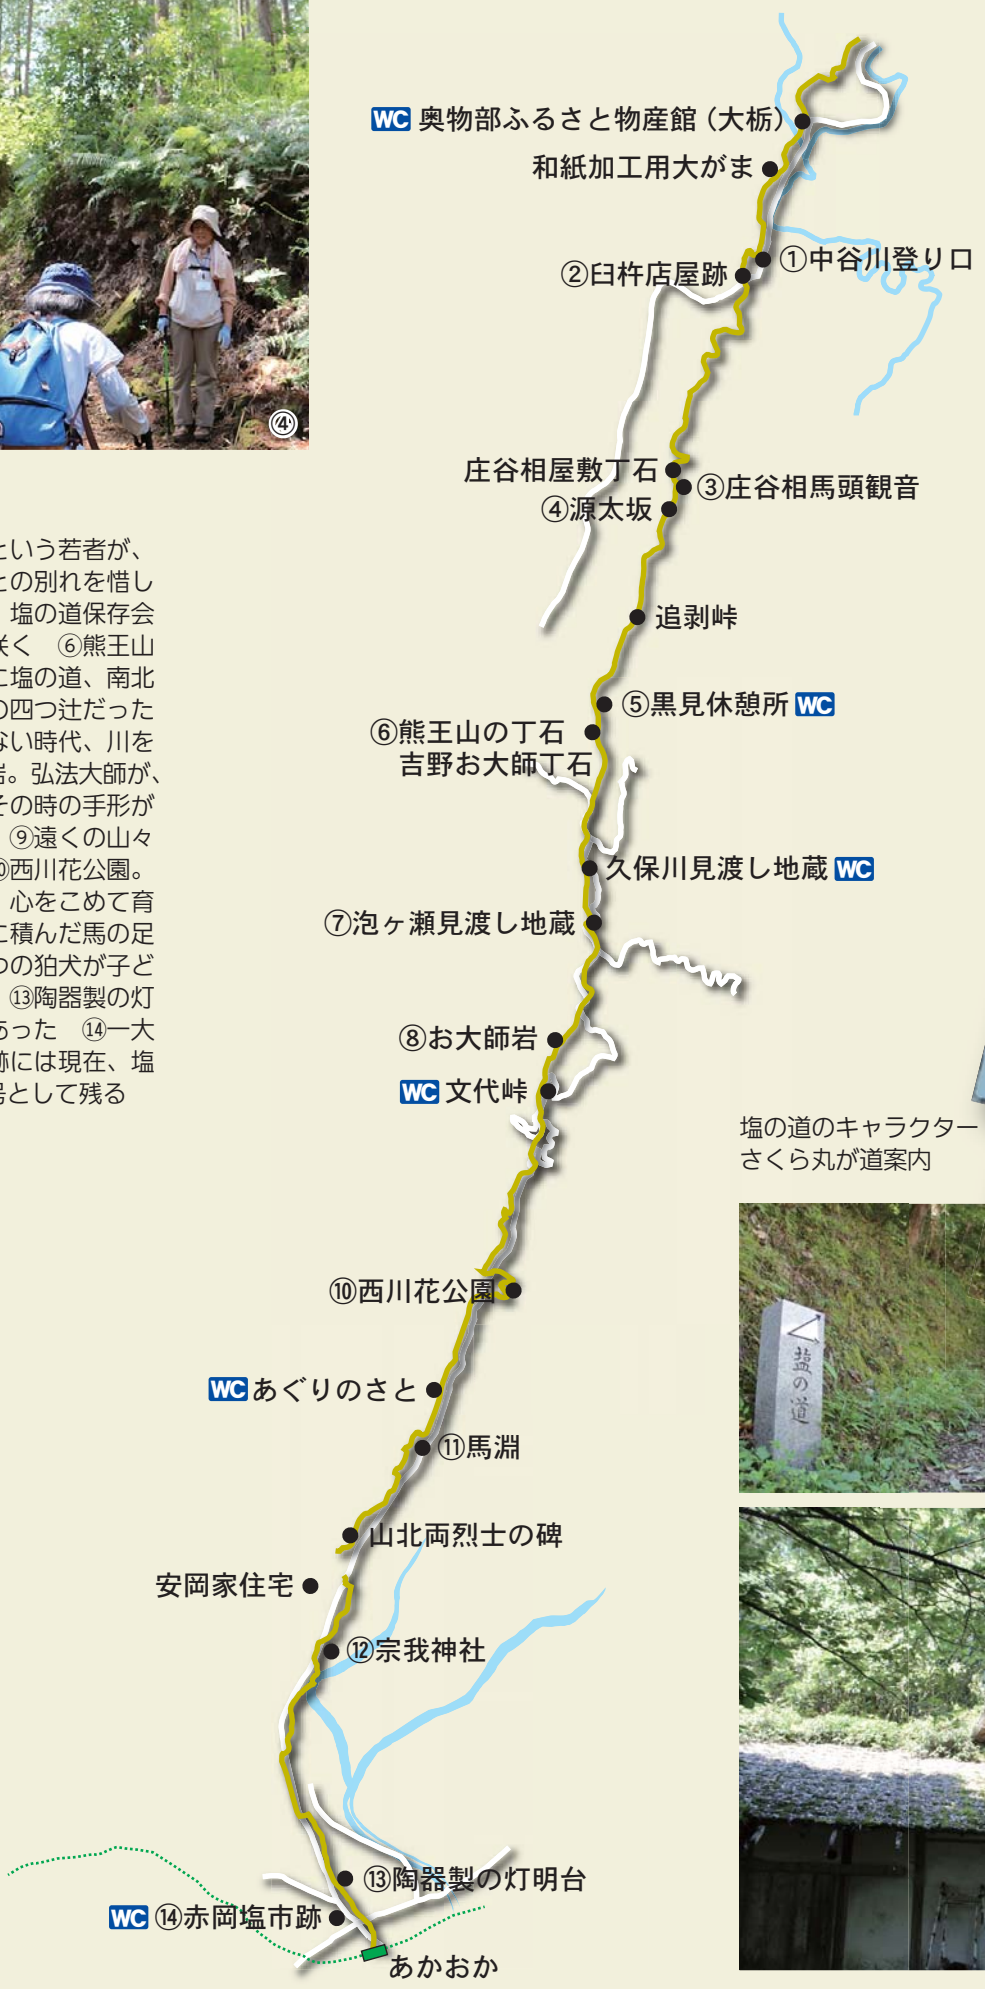 ④
WC 奥物部ふるさと物産館（大栃）
和紙加工用大がま
①中谷川登り口
②臼杵店屋跡
庄谷相屋敷丁石
③庄谷相馬頭観音
④源太坂
追剥峠
⑤黒見休憩所 WC
⑥熊王山の丁石
吉野お大師丁石
久保川見渡し地蔵 WC
⑦泡ヶ瀬見渡し地蔵
⑧お大師岩
WC 文代峠
⑩西川花公園
WC あぐりのさと
⑪馬淵
山北両烈士の碑
安岡家住宅
⑫宗我神社
⑬陶器製の灯明台
WC ⑭赤岡塩市跡
あかおか
という若者が、
との別れを惜し
塩の道保存会
咲く　⑥熊王山
に塩の道、南北
の四つ辻だった
ない時代、川を
岩。弘法大師が、
その時の手形が
⑨遠くの山々
⑩西川花公園。
心をこめて育
に積んだ馬の足
つの狛犬が子ど
⑬陶器製の灯
あった　⑭一大
跡には現在、塩
号として残る
塩の道のキャラクター
さくら丸が道案内
塩の道